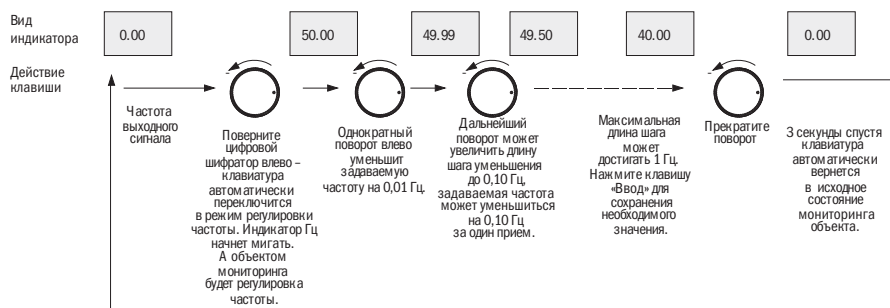 Вид
индикатора
0.00
50.00
49.99
49.50
40.00
0.00
Действие
клавиши
Частота
выходного
сигнала
Поверните
цифровой
шифратор влево –
клавиатура
автоматически
переключится
в режим регулировки
частоты. Индикатор Гц
начнет мигать.
А объектом
мониторинга
будет регулировка
частоты.
Однократный
поворот влево
уменьшит
задаваемую
частоту на 0,01 Гц.
Дальнейший
поворот может
увеличить длину
шага уменьшения
до 0,10 Гц,
задаваемая частота
может уменьшиться
на 0,10 Гц
за один прием.
Максимальная
длина шага
может
достигать 1 Гц.
Нажмите клавишу
«Ввод» для
сохранения
необходимого
значения.
Прекратите
поворот
3 секунды спустя
клавиатура
автоматически
вернется
в исходное
состояние
мониторинга
объекта.